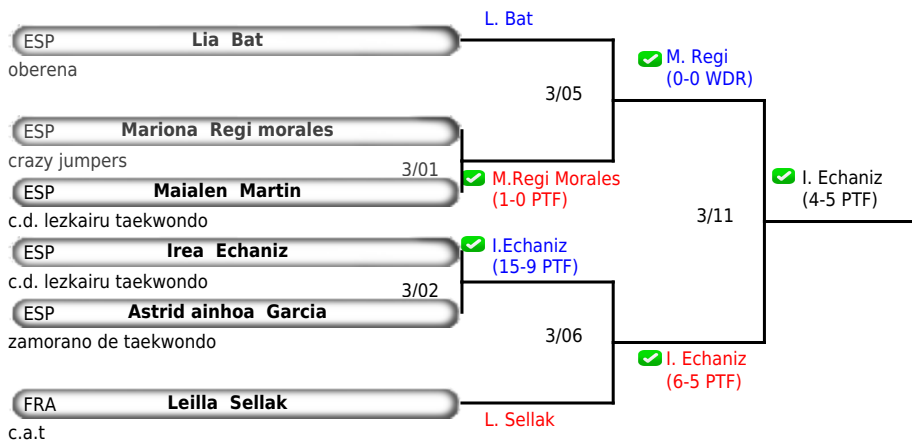 L. Bat
ESP Lia Bat
oberena
M. Regi
(0-0 WDR)
3/05
ESP Mariona Regi morales
crazy jumpers
3/01
M.Regi Morales
(1-0 PTF)
ESP Maialen Martin
c.d. lezkairu taekwondo
I. Echaniz
(4-5 PTF)
3/11
ESP Irea Echaniz
c.d. lezkairu taekwondo
I.Echaniz
(15-9 PTF)
3/02
ESP Astrid ainhoa Garcia
zamorano de taekwondo
3/06
I. Echaniz
(6-5 PTF)
FRA Leilla Sellak
c.a.t
L. Sellak